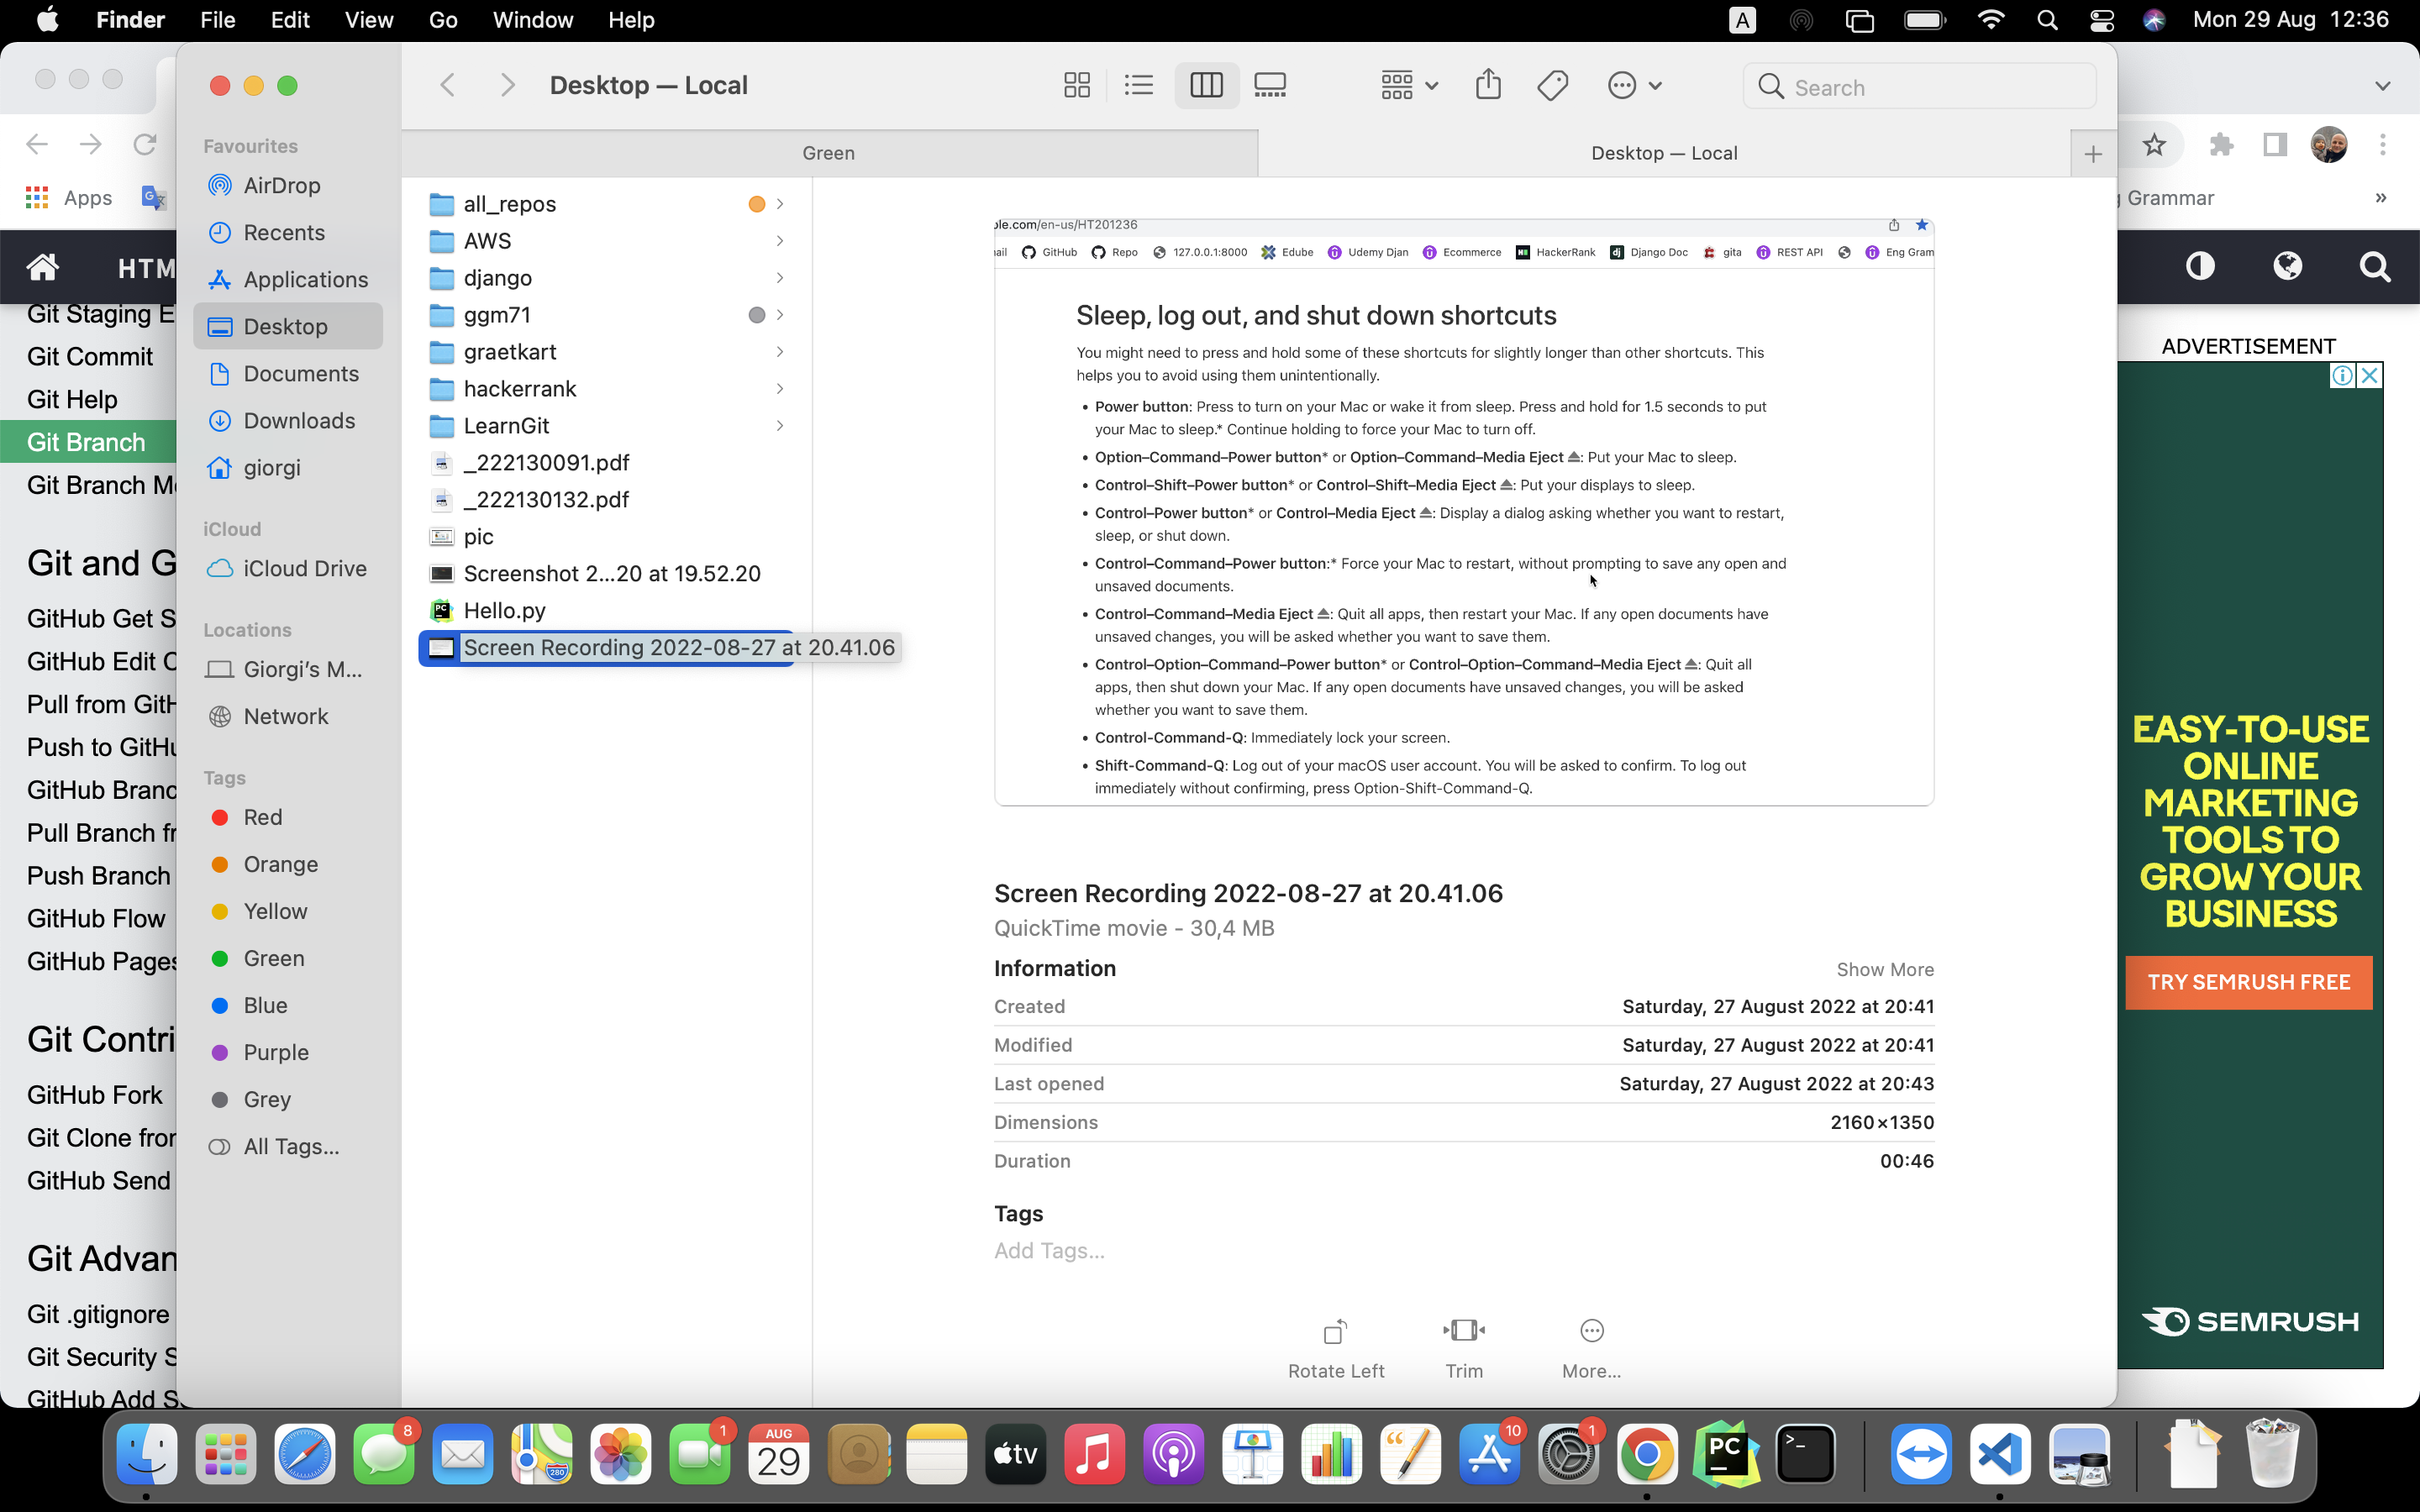 Finder File Edit View Go Window Help
A
Mon 29 Aug 12:36
Desktop — Local
Search
Green
Desktop — Local
Favourites
AirDrop
Recents
Applications
Desktop
Documents
Downloads
giorgi
iCloud
iCloud Drive
Locations
Giorgi's M...
Network
Tags
Red
Orange
Yellow
Green
Blue
Purple
Grey
All Tags...
all_repos
AWS
django
ggm71
graetkart
hackerrank
LearnGit
_222130091.pdf
_222130132.pdf
pic
Screenshot 2...20 at 19.52.20
Hello.py
Screen Recording 2022-08-27 at 20.41.06
ple.com/en-us/HT201236
ail GitHub Repo 127.0.0.1:8000 Edube Udemy Djan Ecommerce HackerRank Django Doc gita REST API Eng Gram
Sleep, log out, and shut down shortcuts
You might need to press and hold some of these shortcuts for slightly longer than other shortcuts. This
helps you to avoid using them unintentionally.
• Power button: Press to turn on your Mac or wake it from sleep. Press and hold for 1.5 seconds to put
your Mac to sleep.* Continue holding to force your Mac to turn off.
• Option–Command–Power button* or Option–Command–Media Eject ⏏: Put your Mac to sleep.
• Control–Shift–Power button* or Control–Shift–Media Eject ⏏: Put your displays to sleep.
• Control–Power button* or Control–Media Eject ⏏: Display a dialog asking whether you want to restart,
sleep, or shut down.
• Control–Command–Power button:* Force your Mac to restart, without prompting to save any open and
unsaved documents.
• Control–Command–Media Eject ⏏: Quit all apps, then restart your Mac. If any open documents have
unsaved changes, you will be asked whether you want to save them.
• Control–Option–Command–Power button* or Control–Option–Command–Media Eject ⏏: Quit all
apps, then shut down your Mac. If any open documents have unsaved changes, you will be asked
whether you want to save them.
• Control-Command-Q: Immediately lock your screen.
• Shift-Command-Q: Log out of your macOS user account. You will be asked to confirm. To log out
immediately without confirming, press Option-Shift-Command-Q.
Screen Recording 2022-08-27 at 20.41.06
QuickTime movie - 30,4 MB
Information Show More
Created Saturday, 27 August 2022 at 20:41
Modified Saturday, 27 August 2022 at 20:41
Last opened Saturday, 27 August 2022 at 20:43
Dimensions 2160×1350
Duration 00:46
Tags
Add Tags...
Rotate Left Trim More...
Apps
HTM
Git Staging E
Git Commit
Git Help
Git Branch
Git Branch M
Git and G
GitHub Get S
GitHub Edit C
Pull from GitH
Push to GitHu
GitHub Branc
Pull Branch fr
Push Branch
GitHub Flow
GitHub Pages
Git Contri
GitHub Fork
Git Clone from
GitHub Send
Git Advan
Git .gitignore
Git Security S
GitHub Add S
Grammar
»
ADVERTISEMENT
EASY-TO-USE
ONLINE
MARKETING
TOOLS TO
GROW YOUR
BUSINESS
TRY SEMRUSH FREE
SEMRUSH
8
280
1
AUG
29
tv
10
1
PC
>_